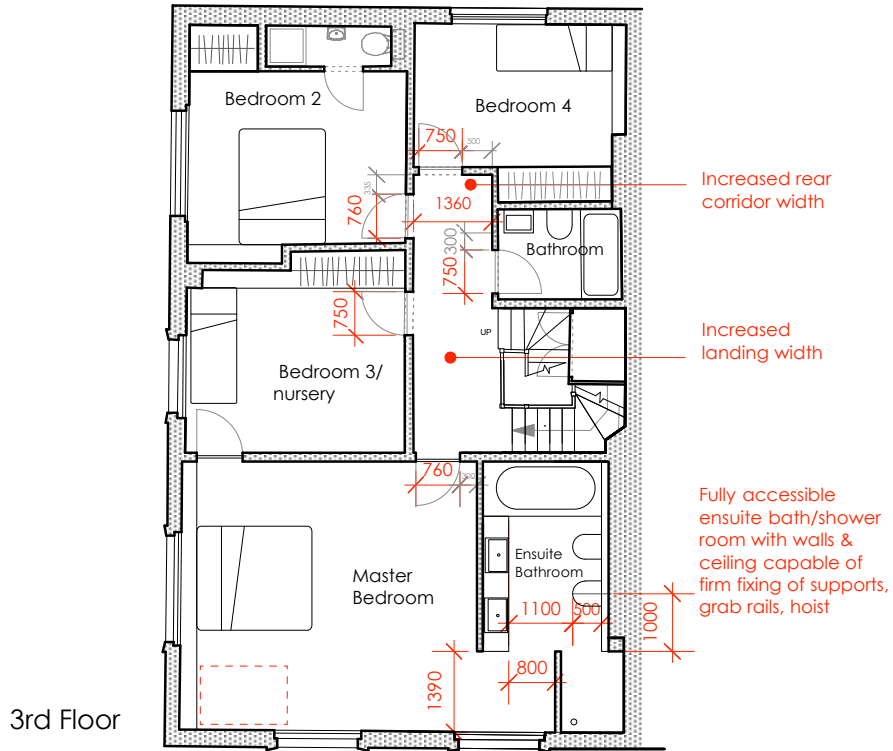 Bedroom 2
Bedroom 4
750
500
335
760
1360
Increased rear
corridor width
300
Bathroom
750
750
UP
Increased
landing width
Bedroom 3/
nursery
760
300
Fully accessible
ensuite bath/shower
room with walls &
ceiling capable of
firm fixing of supports,
grab rails, hoist
Ensuite
Bathroom
Master
Bedroom
1100
500
1000
800
1390
3rd Floor